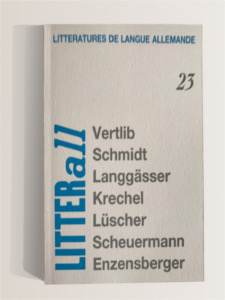 LITTERATURES DE LANGUE ALLEMANDE
23
LITTERall
Vertlib
Schmidt
Langgässer
Krechel
Lüscher
Scheuermann
Enzensberger